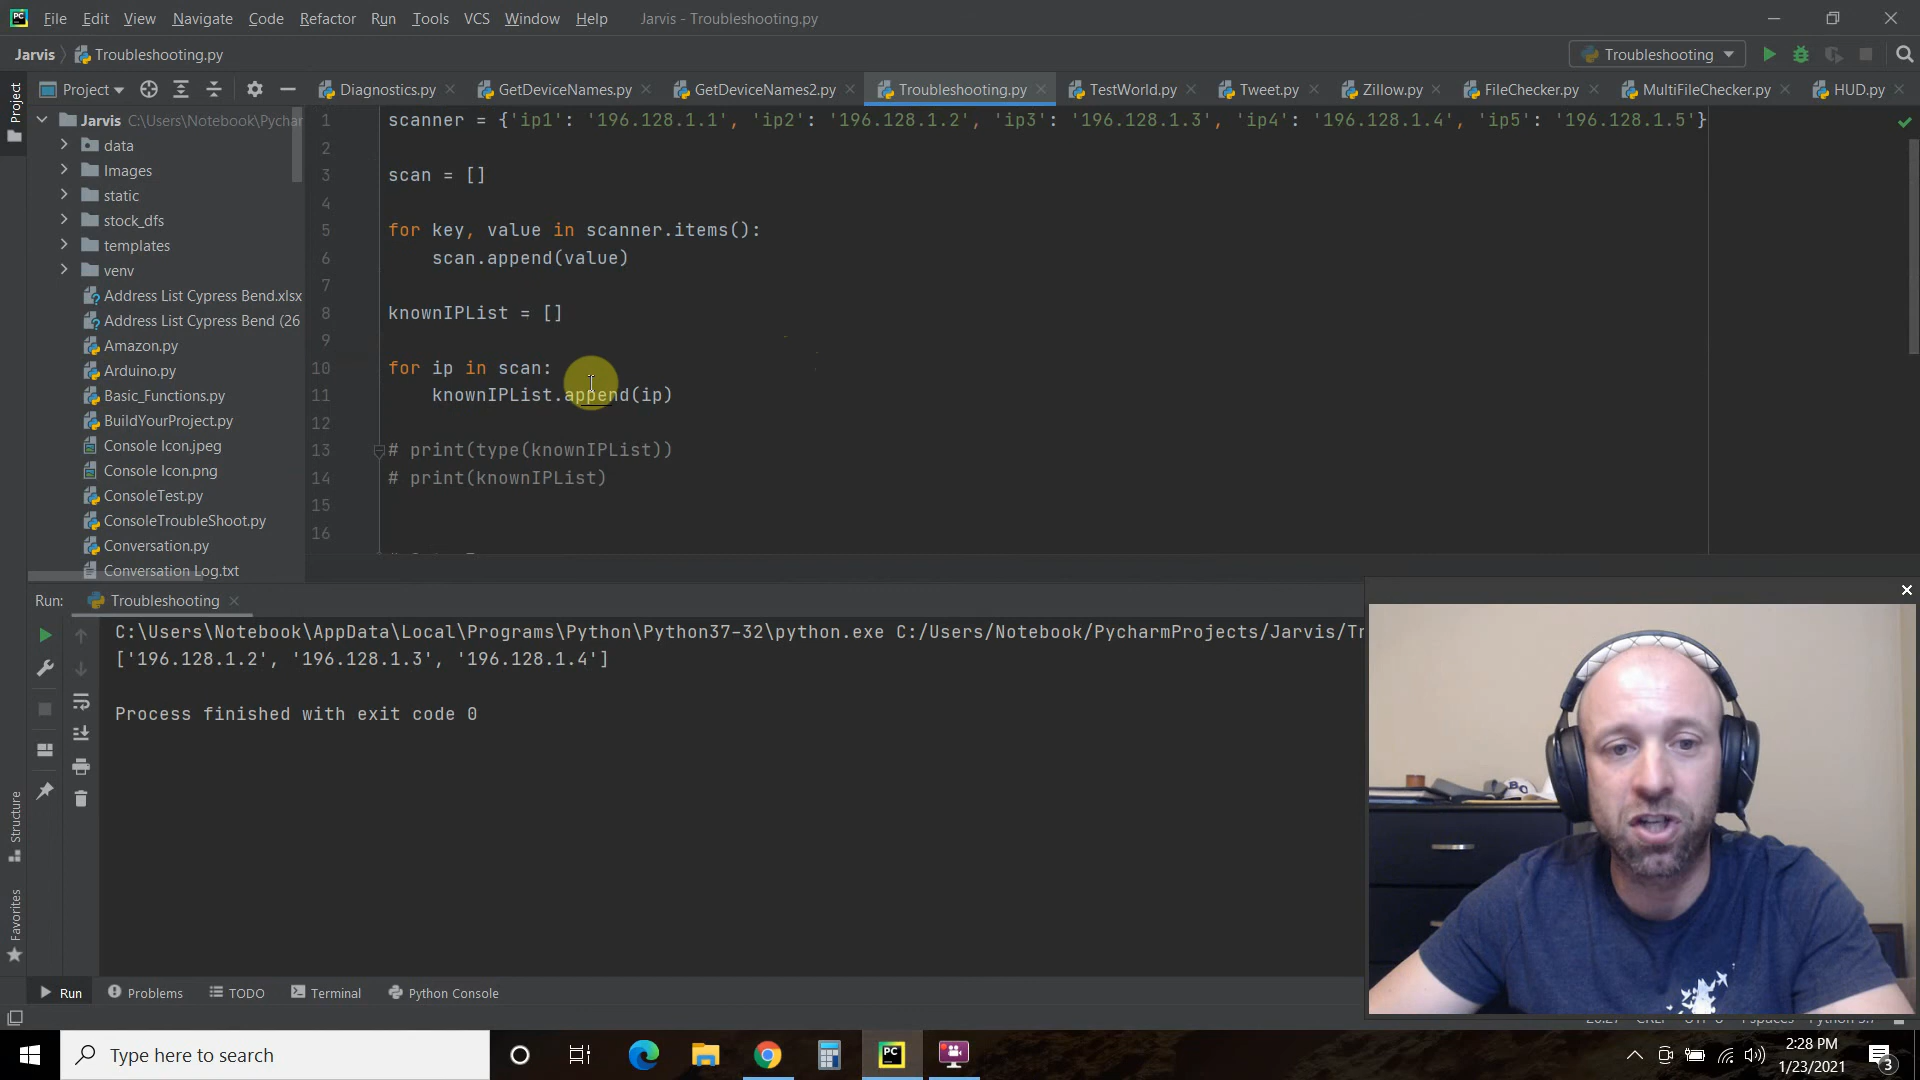 File Edit View Navigate Code Refactor Run Tools VCS Window Help Jarvis - Troubleshooting.py
Jarvis Troubleshooting.py Troubleshooting
Project Diagnostics.py GetDeviceNames.py GetDeviceNames2.py Troubleshooting.py TestWorld.py Tweet.py Zillow.py FileChecker.py MultiFileChecker.py HUD.py
Project
Jarvis C:\Users\Notebook\Pychar
data
Images
static
stock_dfs
templates
venv
Address List Cypress Bend.xlsx
Address List Cypress Bend (26
Amazon.py
Arduino.py
Basic_Functions.py
BuildYourProject.py
Console Icon.jpeg
Console Icon.png
ConsoleTest.py
ConsoleTroubleShoot.py
Conversation.py
Conversation Log.txt
1 scanner = {'ip1': '196.128.1.1', 'ip2': '196.128.1.2', 'ip3': '196.128.1.3', 'ip4': '196.128.1.4', 'ip5': '196.128.1.5'}
2
3 scan = []
4
5 for key, value in scanner.items():
6 scan.append(value)
7
8 knownIPList = []
9
10 for ip in scan:
11 knownIPList.append(ip)
12
13 # print(type(knownIPList))
14 # print(knownIPList)
15
16
Run: Troubleshooting
C:\Users\Notebook\AppData\Local\Programs\Python\Python37-32\python.exe C:/Users/Notebook/PycharmProjects/Jarvis/Tr
['196.128.1.2', '196.128.1.3', '196.128.1.4']
Process finished with exit code 0
Structure
Favorites
Run Problems TODO Terminal Python Console
Type here to search
PC
2:28 PM
1/23/2021
3